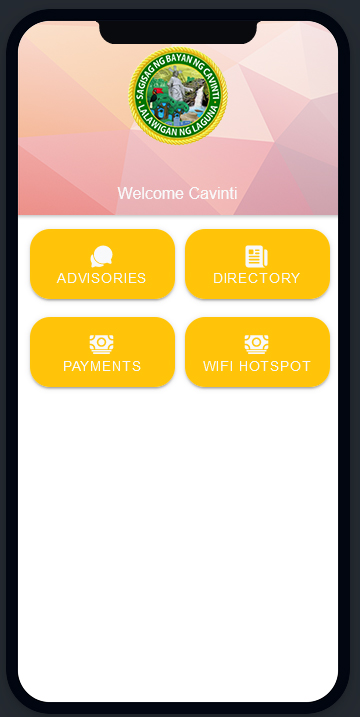 SAGISAG NG BAYAN NG CAVINTI
LALAWIGAN NG LAGUNA
Welcome Cavinti
ADVISORIES
DIRECTORY
PAYMENTS
WIFI HOTSPOT